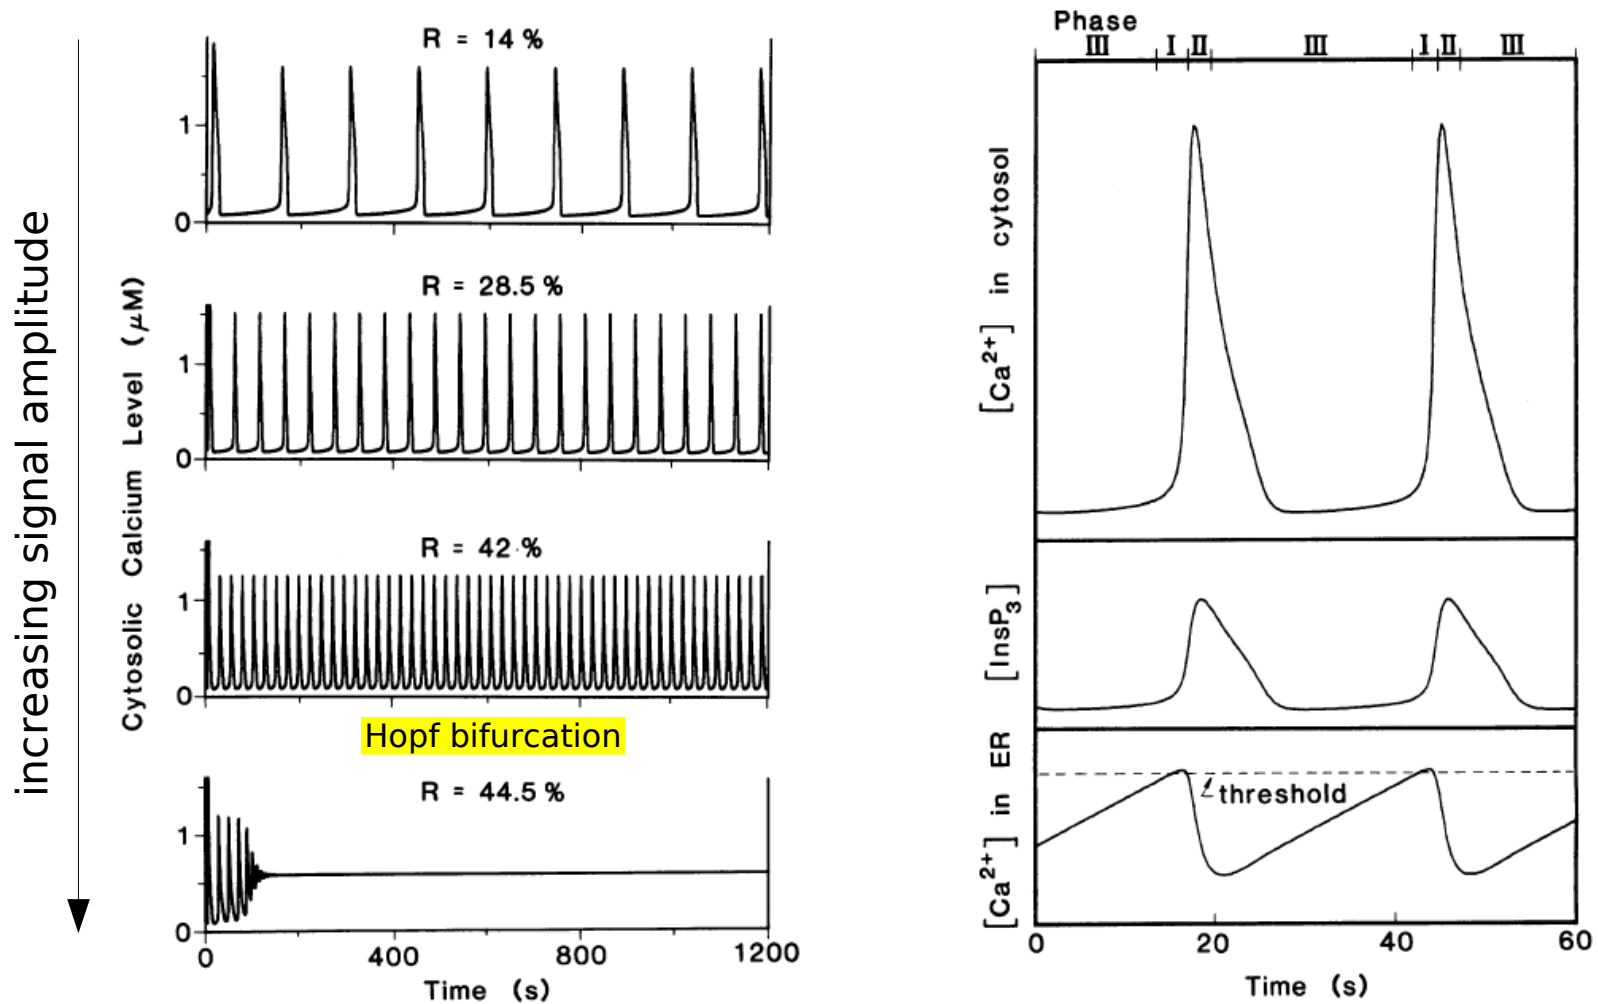 increasing signal amplitude
Cytosolic Calcium Level (μM)
R = 14 %
1
0
R = 28.5 %
1
0
R = 42 %
1
0
Hopf bifurcation
R = 44.5 %
1
0
0 400 800 1200
Time (s)
Phase
III I II III I II III
[Ca²⁺] in cytosol
[InsP₃]
[Ca²⁺] in ER
threshold
0 20 40 60
Time (s)